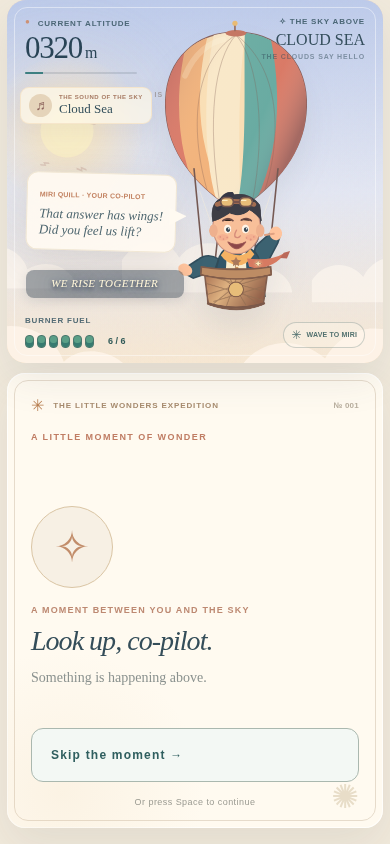 CURRENT ALTITUDE
0320 m
✧ THE SKY ABOVE
CLOUD SEA
THE CLOUDS SAY HELLO
THE SOUND OF THE SKY
Cloud Sea
IS
MIRI QUILL · YOUR CO-PILOT
That answer has wings!
Did you feel us lift?
WE RISE TOGETHER
BURNER FUEL
6 / 6
WAVE TO MIRI
THE LITTLE WONDERS EXPEDITION
№ 001
A LITTLE MOMENT OF WONDER
A MOMENT BETWEEN YOU AND THE SKY
Look up, co-pilot.
Something is happening above.
Skip the moment →
Or press Space to continue